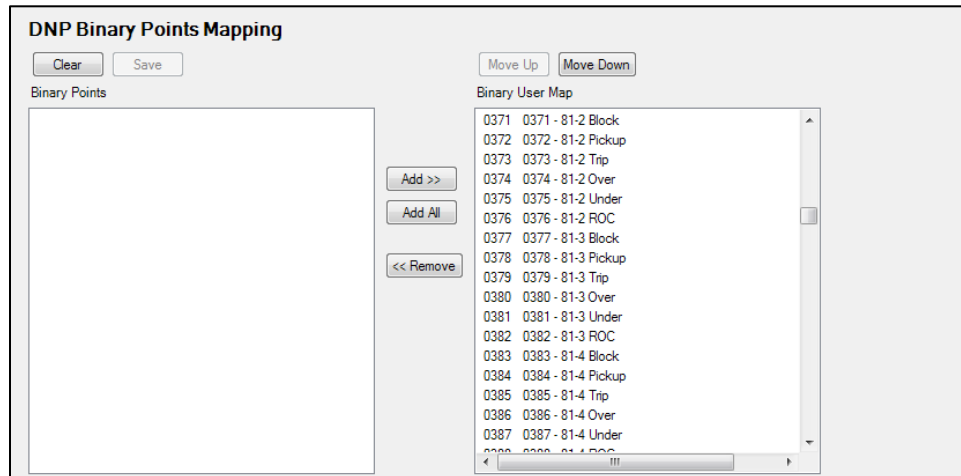 DNP Binary Points Mapping
Clear Save Move Up Move Down
Binary Points Binary User Map
0371 0371 - 81-2 Block
0372 0372 - 81-2 Pickup
0373 0373 - 81-2 Trip
0374 0374 - 81-2 Over
0375 0375 - 81-2 Under
0376 0376 - 81-2 ROC
0377 0377 - 81-3 Block
0378 0378 - 81-3 Pickup
0379 0379 - 81-3 Trip
0380 0380 - 81-3 Over
0381 0381 - 81-3 Under
0382 0382 - 81-3 ROC
0383 0383 - 81-4 Block
0384 0384 - 81-4 Pickup
0385 0385 - 81-4 Trip
0386 0386 - 81-4 Over
0387 0387 - 81-4 Under
Add >>
Add All
<< Remove